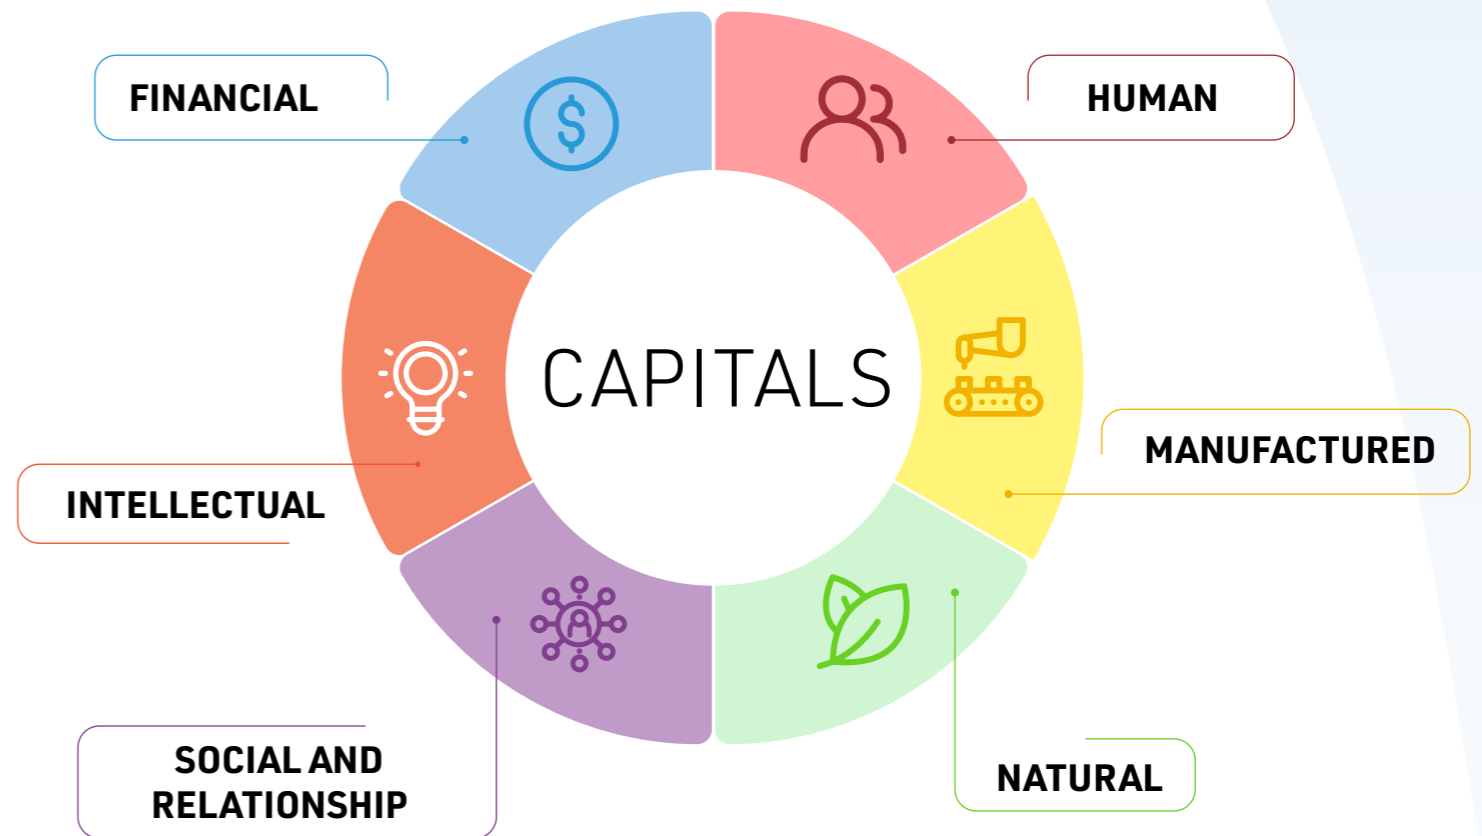 FINANCIAL
HUMAN
CAPITALS
MANUFACTURED
INTELLECTUAL
SOCIAL AND
RELATIONSHIP
NATURAL